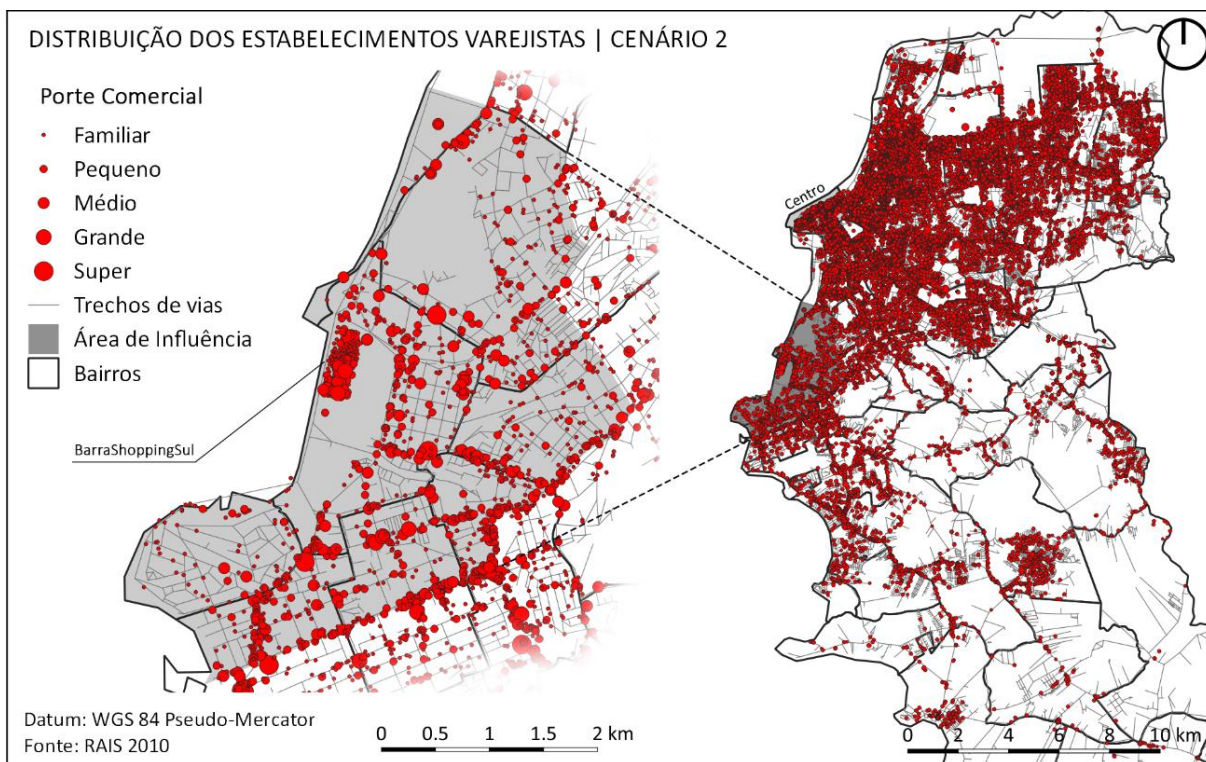 DISTRIBUIÇÃO DOS ESTABELECIMENTOS VAREJISTAS | CENÁRIO 2
Porte Comercial
Familiar
Pequeno
Médio
Grande
Super
Trechos de vias
Área de Influência
Bairros
BarraShoppingSul
Centro
Datum: WGS 84 Pseudo-Mercator
Fonte: RAIS 2010
0 0.5 1 1.5 2 km
0 2 4 6 8 10 km